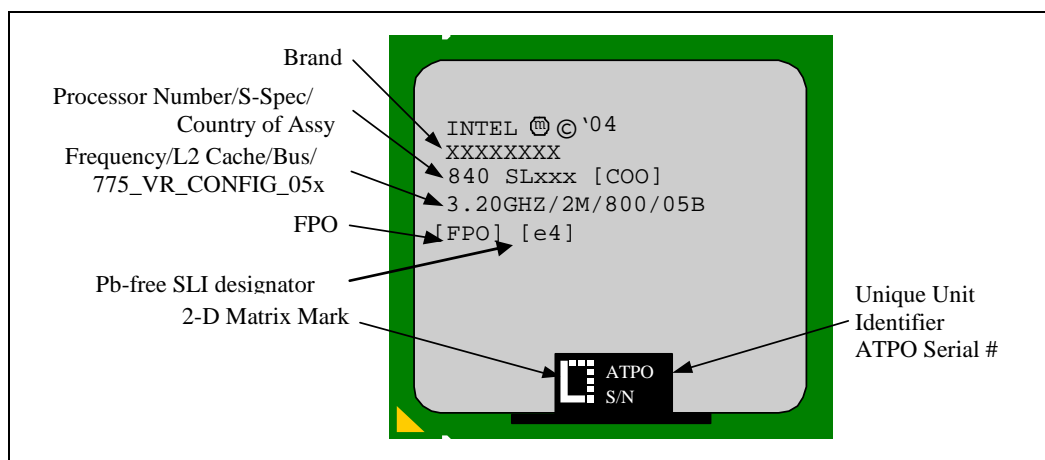 Brand
Processor Number/S-Spec/
Country of Assy
Frequency/L2 Cache/Bus/
775_VR_CONFIG_05x
FPO
Pb-free SLI designator
2-D Matrix Mark
INTEL ⓜ © '04
XXXXXXXX
840 SLxxx [COO]
3.20GHZ/2M/800/05B
[FPO] [e4]
ATPO
S/N
Unique Unit
Identifier
ATPO Serial #